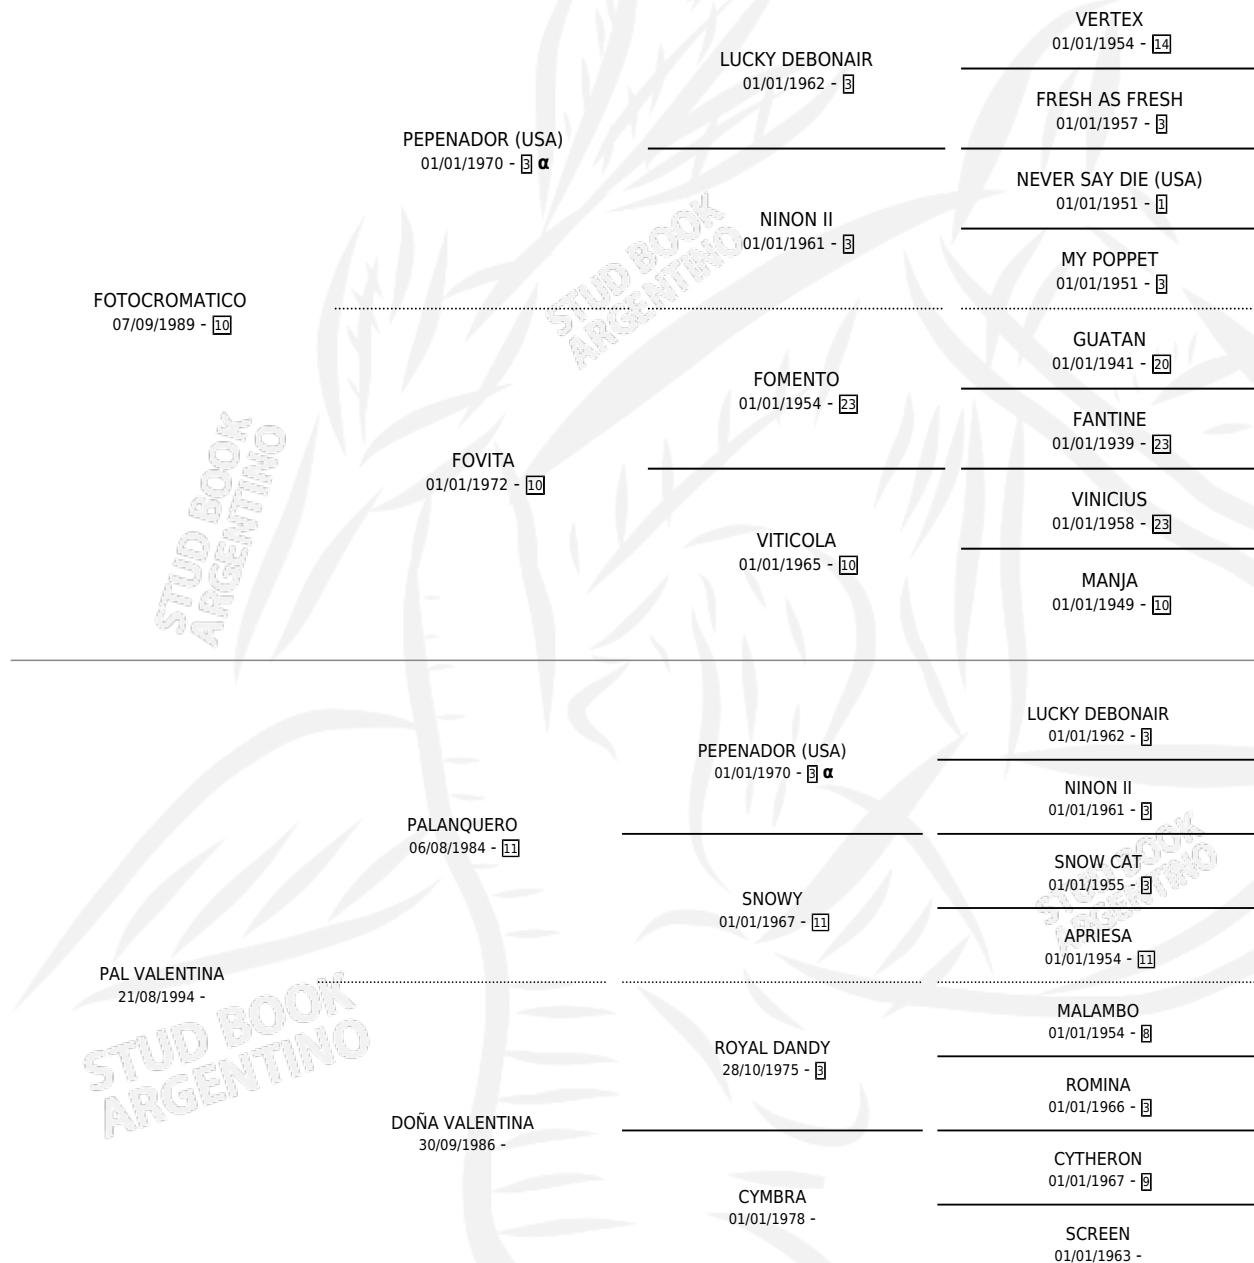 VERTEX
01/01/1954 - 14
LUCKY DEBONAIR
01/01/1962 - 3
FRESH AS FRESH
01/01/1957 - 3
PEPENADOR (USA)
01/01/1970 - 3 α
NEVER SAY DIE (USA)
01/01/1951 - 1
NINON II
01/01/1961 - 3
MY POPPET
01/01/1951 - 3
STUD BOOK
ARGENTINO
FOTOCROMATICO
07/09/1989 - 10
GUATAN
01/01/1941 - 20
FOMENTO
01/01/1954 - 23
FANTINE
01/01/1939 - 23
FOVITA
01/01/1972 - 10
VINICIUS
01/01/1958 - 23
VITICOLA
01/01/1965 - 10
STUD BOOK
ARGENTINO
MANJA
01/01/1949 - 10
LUCKY DEBONAIR
01/01/1962 - 3
PEPENADOR (USA)
01/01/1970 - 3 α
NINON II
01/01/1961 - 3
PALANQUERO
06/08/1984 - 11
SNOW CAT
01/01/1955 - 3
STUD BOOK
ARGENTINO
SNOWY
01/01/1967 - 11
APRIESA
01/01/1954 - 11
PAL VALENTINA
21/08/1994 -
STUD BOOK
ARGENTINO
MALAMBO
01/01/1954 - 8
ROYAL DANDY
28/10/1975 - 3
ROMINA
01/01/1966 - 3
DOÑA VALENTINA
30/09/1986 -
CYTHERON
01/01/1967 - 9
CYMBRA
01/01/1978 -
SCREEN
01/01/1963 -